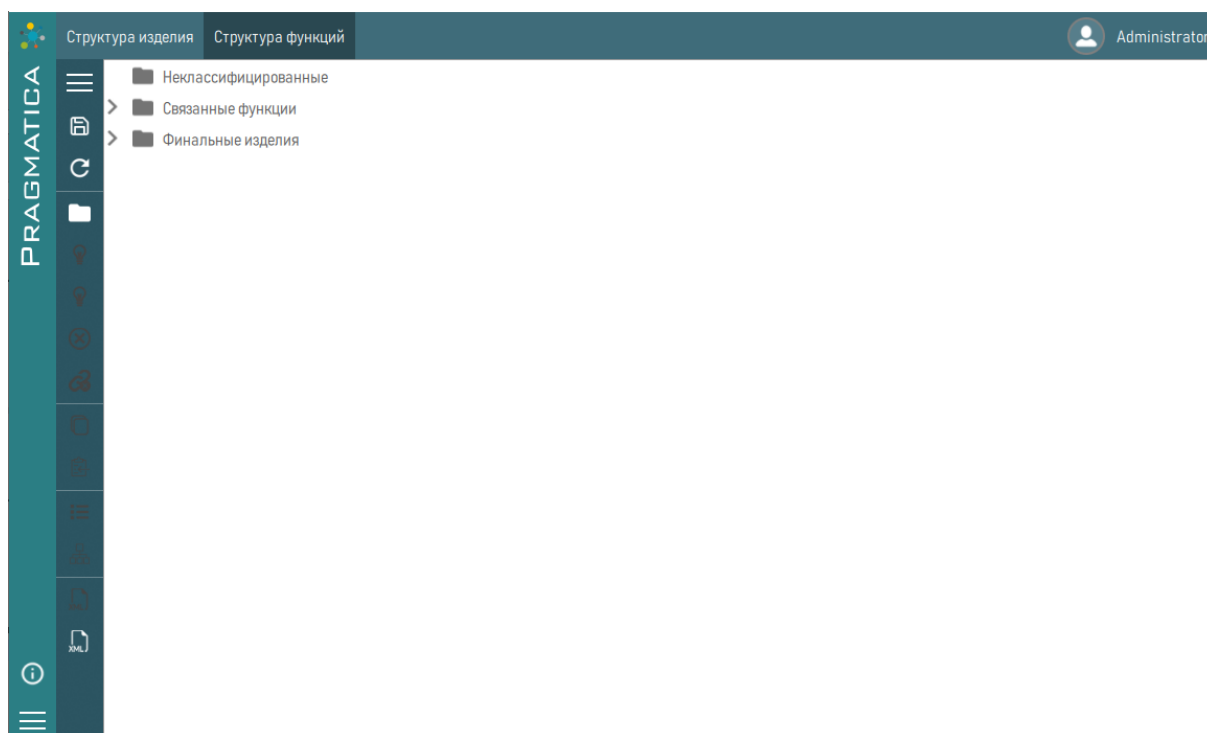 Структура изделия Структура функций Administrator
PRAGMATICA
Неклассифицированные
Связанные функции
Финальные изделия
XML